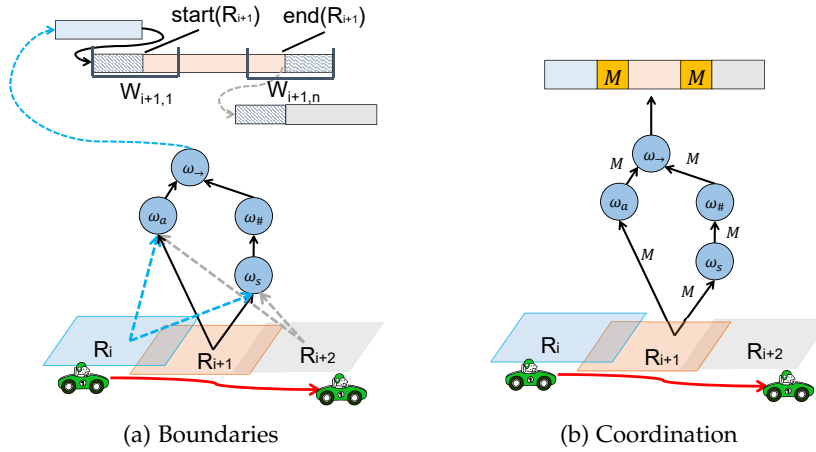 start(Rᵢ₊₁) end(Rᵢ₊₁)
Wᵢ₊₁,₁ Wᵢ₊₁,ₙ
ω→
ωₐ ω#
ωₛ
Rᵢ Rᵢ₊₁ Rᵢ₊₂
(a) Boundaries
M M
M ω→ M
ωₐ ω#
M M
ωₛ
M
Rᵢ Rᵢ₊₁ Rᵢ₊₂
(b) Coordination